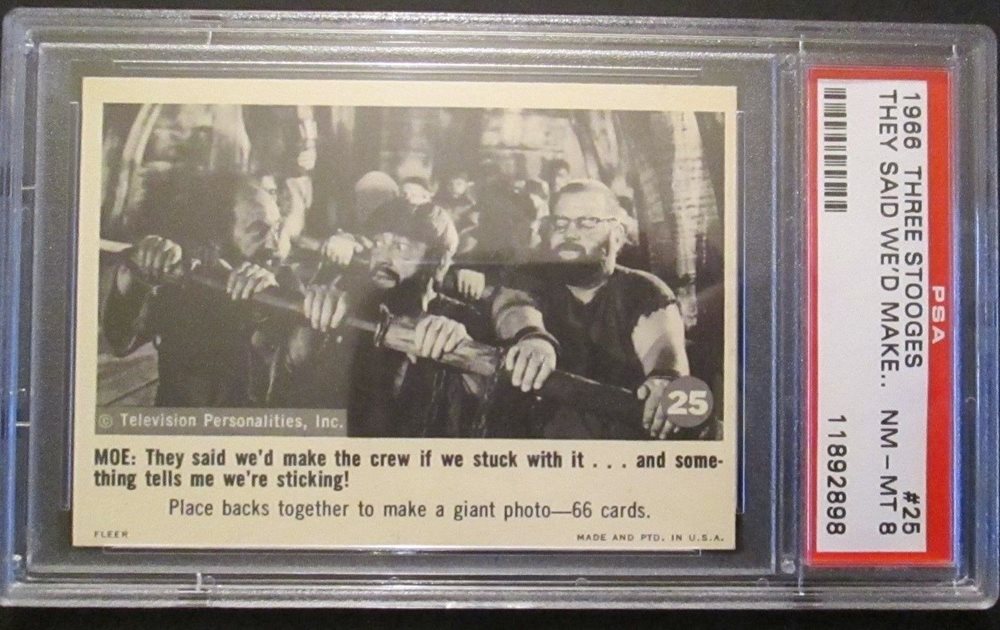 25
© Television Personalities, Inc.
MOE: They said we'd make the crew if we stuck with it . . . and some-
thing tells me we're sticking!
Place backs together to make a giant photo—66 cards.
FLEER
MADE AND PTD. IN U.S.A.
PSA
1966 THREE STOOGES #25
THEY SAID WE'D MAKE.. NM – MT 8
11892898